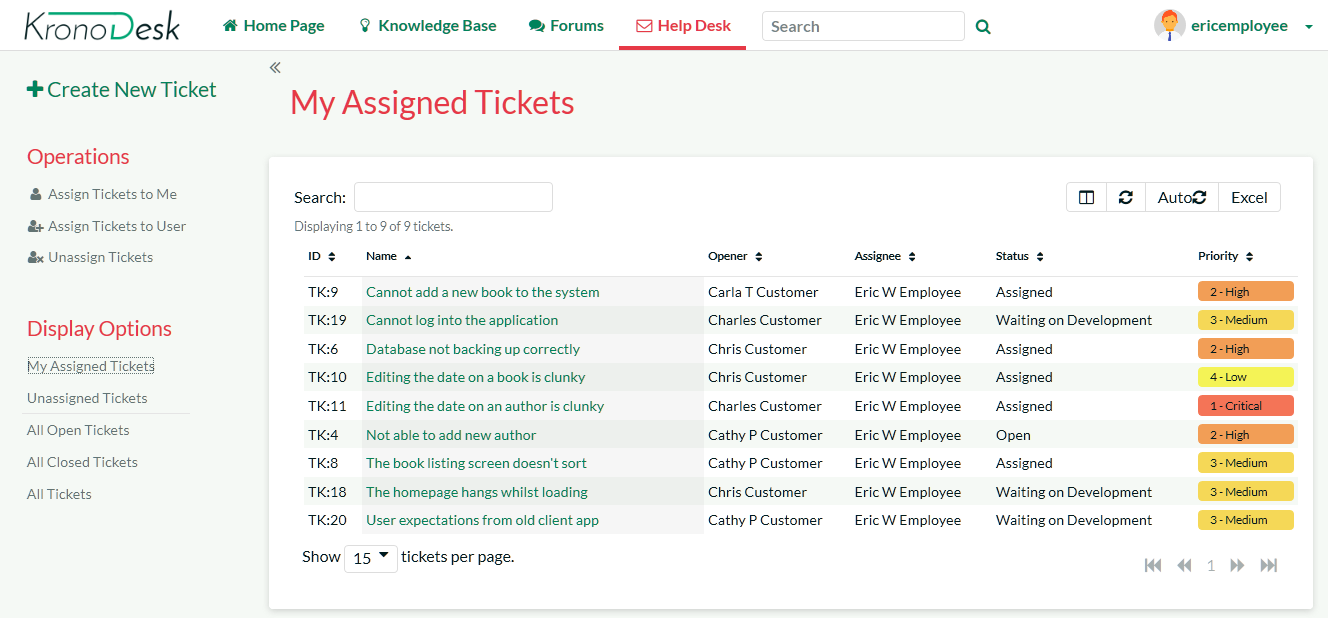 KronoDesk Home Page Knowledge Base Forums Help Desk Search ericemployee
Create New Ticket
My Assigned Tickets
Operations
Assign Tickets to Me
Assign Tickets to User
Unassign Tickets
Display Options
My Assigned Tickets
Unassigned Tickets
All Open Tickets
All Closed Tickets
All Tickets
Search: Auto Excel
Displaying 1 to 9 of 9 tickets.
ID Name Opener Assignee Status Priority
TK:9 Cannot add a new book to the system Carla T Customer Eric W Employee Assigned 2 - High
TK:19 Cannot log into the application Charles Customer Eric W Employee Waiting on Development 3 - Medium
TK:6 Database not backing up correctly Chris Customer Eric W Employee Assigned 2 - High
TK:10 Editing the date on a book is clunky Chris Customer Eric W Employee Assigned 4 - Low
TK:11 Editing the date on an author is clunky Charles Customer Eric W Employee Assigned 1 - Critical
TK:4 Not able to add new author Cathy P Customer Eric W Employee Open 2 - High
TK:8 The book listing screen doesn't sort Cathy P Customer Eric W Employee Assigned 3 - Medium
TK:18 The homepage hangs whilst loading Chris Customer Eric W Employee Waiting on Development 3 - Medium
TK:20 User expectations from old client app Cathy P Customer Eric W Employee Waiting on Development 3 - Medium
Show 15 tickets per page.
1